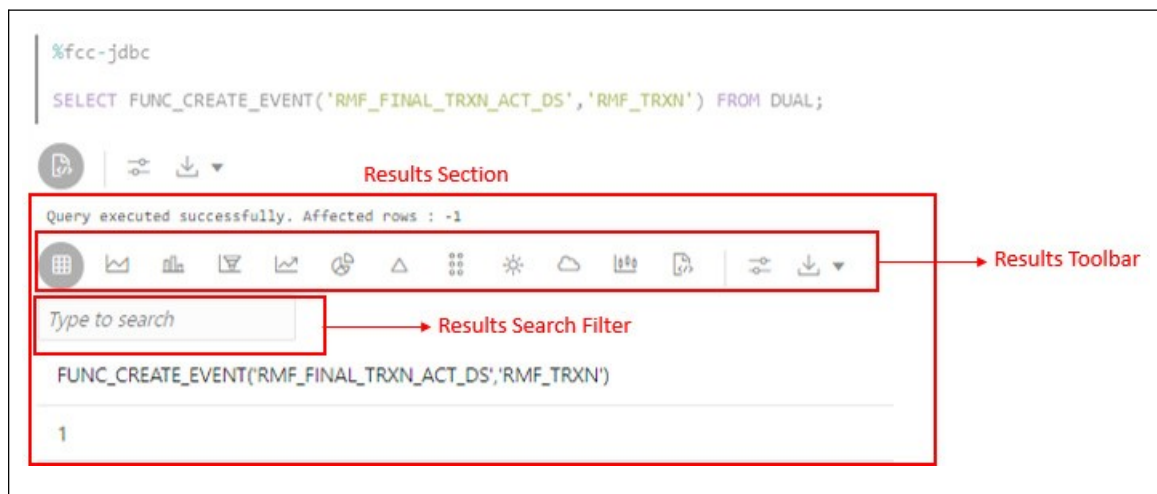 %fcc-jdbc
SELECT FUNC_CREATE_EVENT('RMF_FINAL_TRXN_ACT_DS','RMF_TRXN') FROM DUAL;
Results Section
Query executed successfully. Affected rows : -1
Results Toolbar
Type to search
Results Search Filter
FUNC_CREATE_EVENT('RMF_FINAL_TRXN_ACT_DS','RMF_TRXN')
1